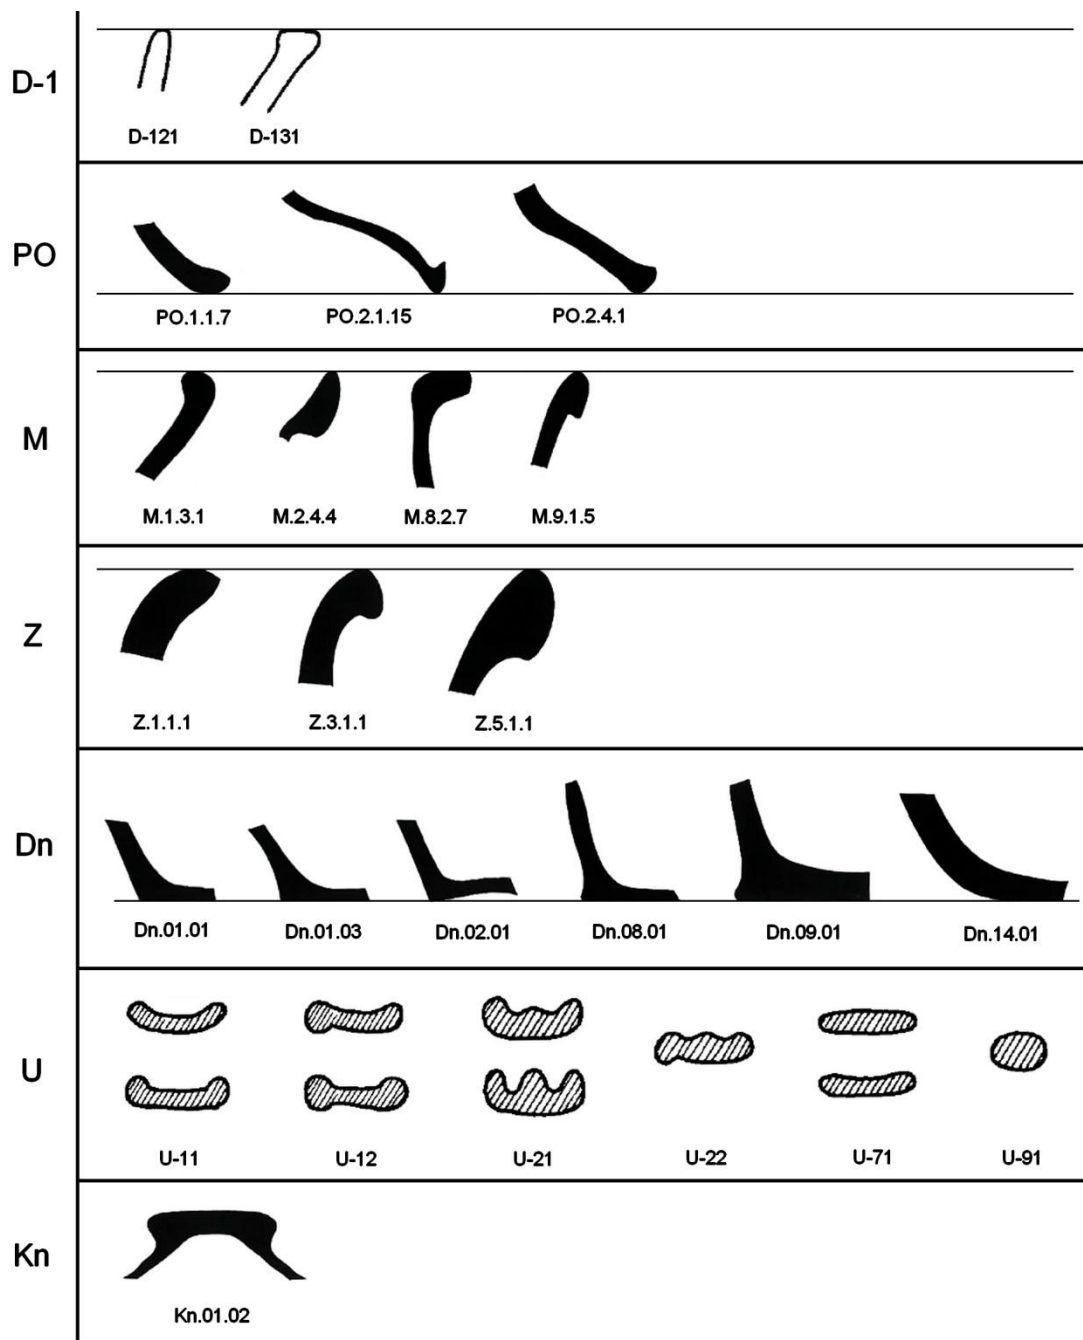 D-1
D-121 D-131
PO
PO.1.1.7 PO.2.1.15 PO.2.4.1
M
M.1.3.1 M.2.4.4 M.8.2.7 M.9.1.5
Z
Z.1.1.1 Z.3.1.1 Z.5.1.1
Dn
Dn.01.01 Dn.01.03 Dn.02.01 Dn.08.01 Dn.09.01 Dn.14.01
U
U-11 U-12 U-21 U-22 U-71 U-91
Kn
Kn.01.02